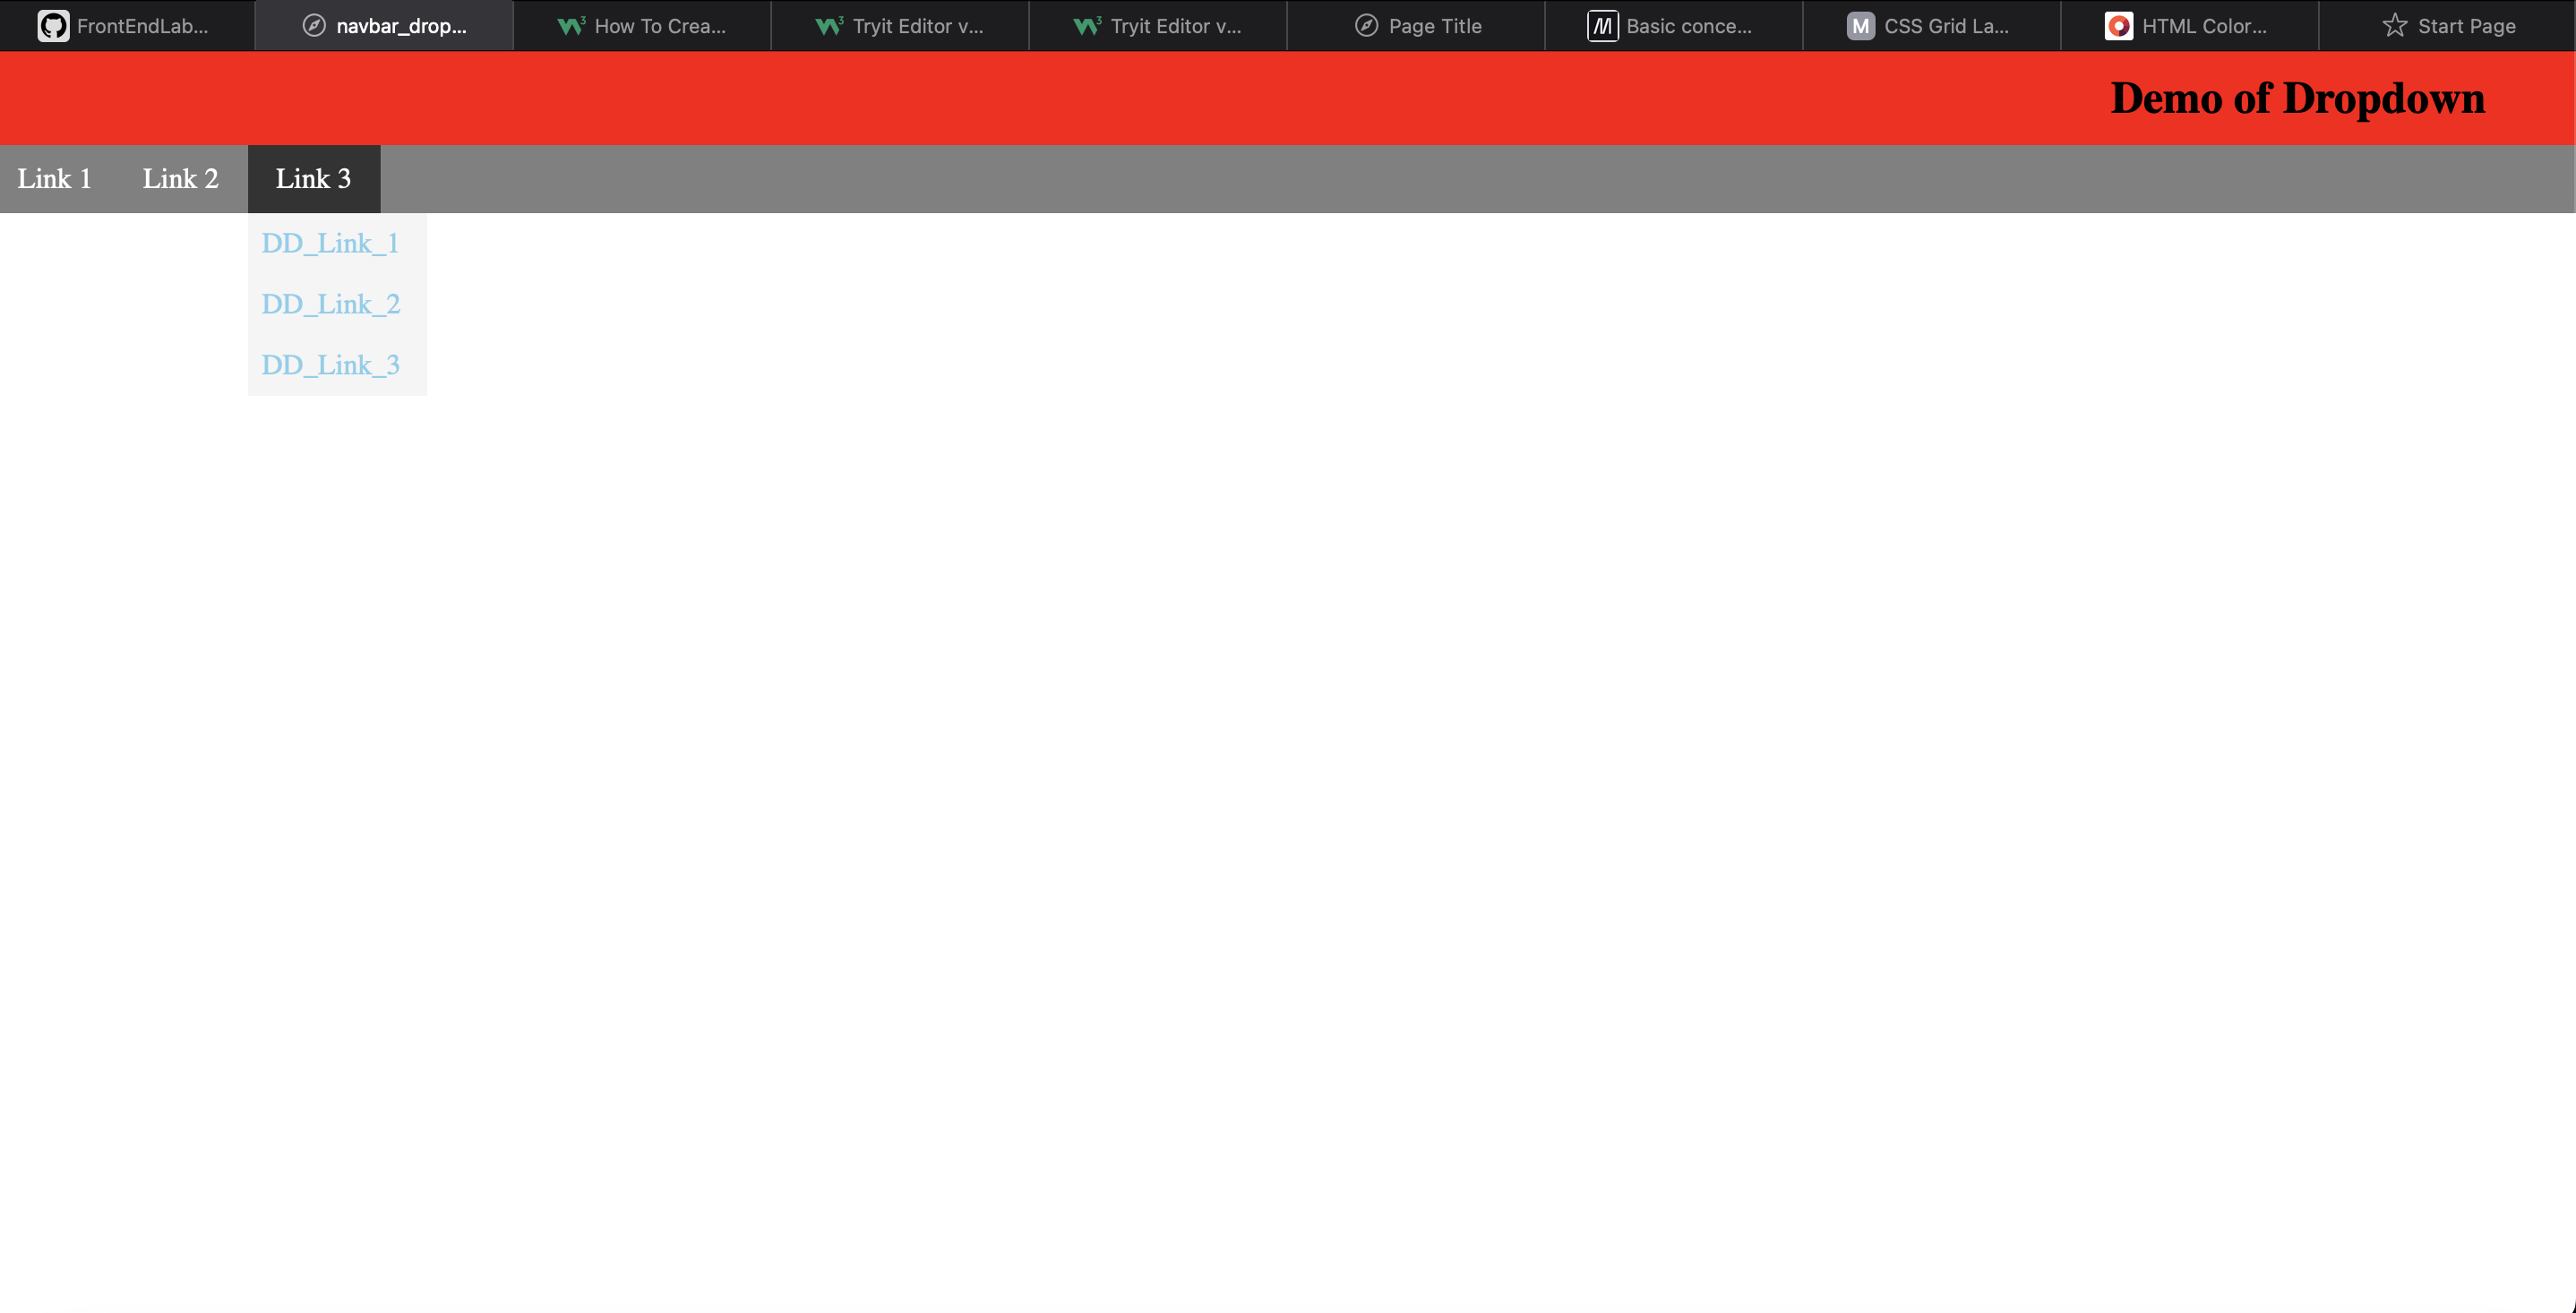 FrontEndLab...
navbar_drop...
How To Crea...
Tryit Editor v...
Tryit Editor v...
Page Title
Basic conce...
M CSS Grid La...
HTML Color...
Start Page
Demo of Dropdown
Link 1 Link 2 Link 3
DD_Link_1
DD_Link_2
DD_Link_3